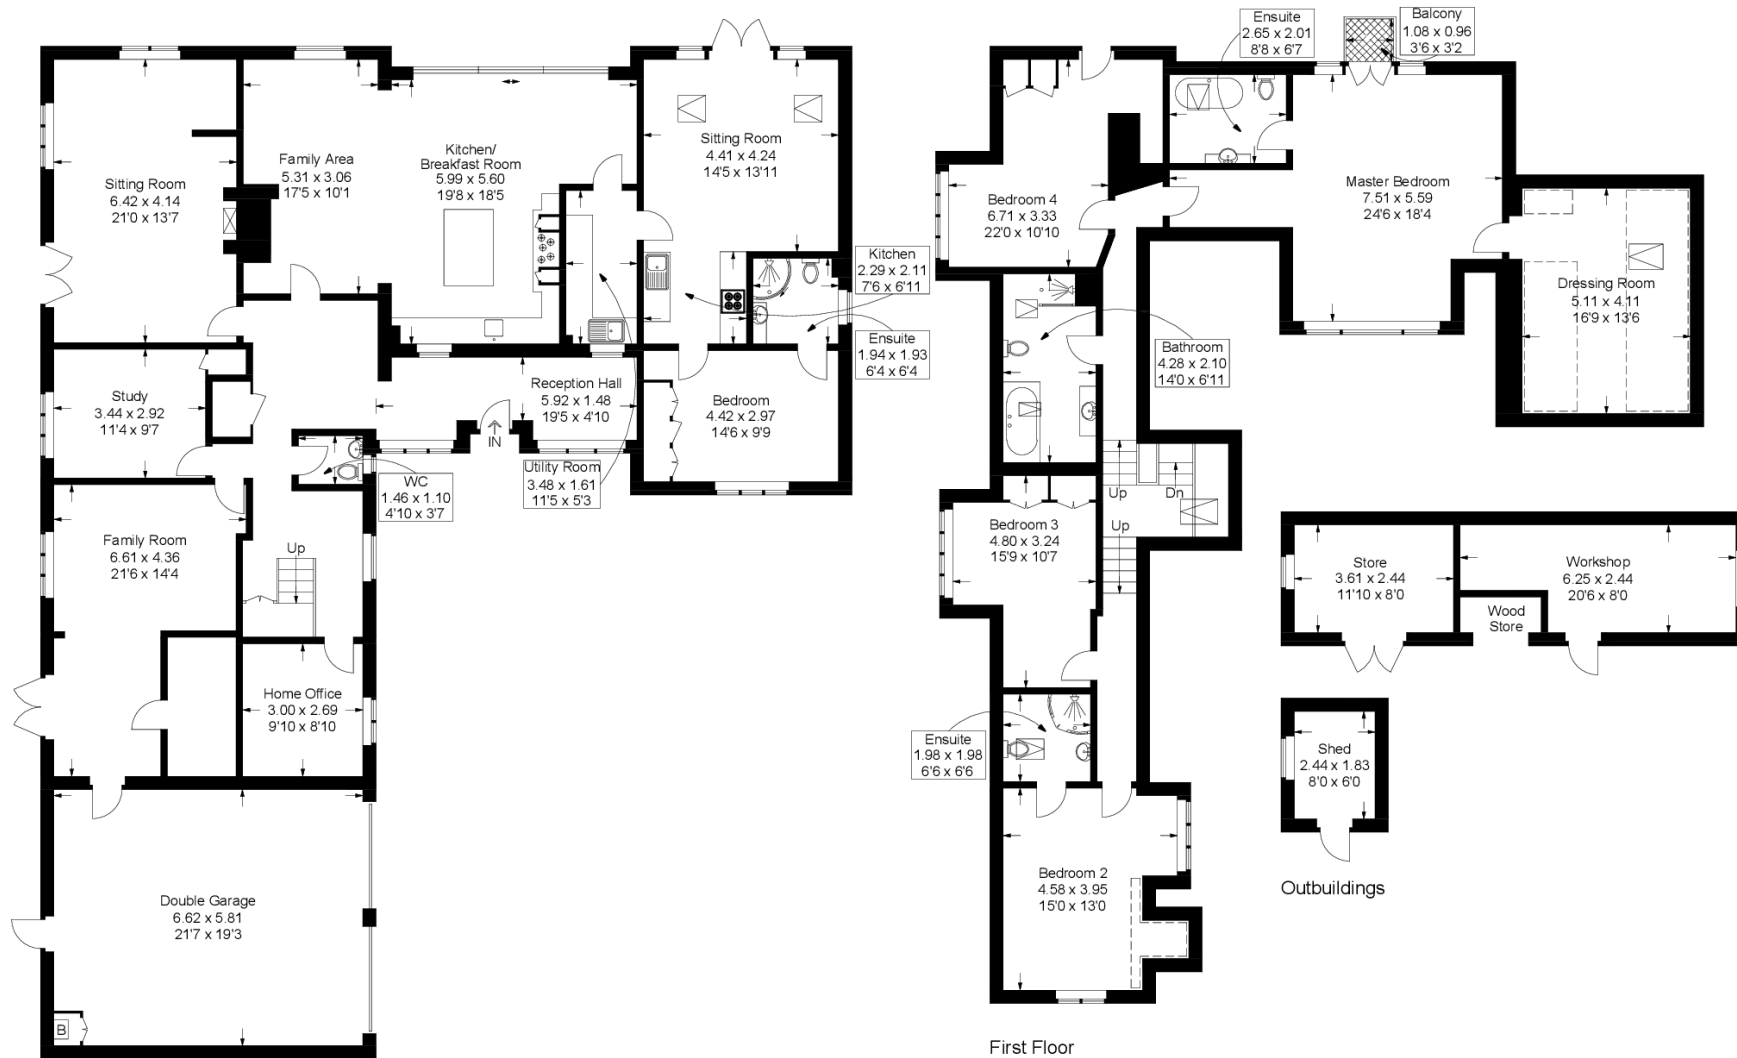 Sitting Room
6.42 x 4.14
21'0 x 13'7
Family Area
5.31 x 3.06
17'5 x 10'1
Kitchen/
Breakfast Room
5.99 x 5.60
19'8 x 18'5
Sitting Room
4.41 x 4.24
14'5 x 13'11
Kitchen
2.29 x 2.11
7'6 x 6'11
Ensuite
1.94 x 1.93
6'4 x 6'4
Study
3.44 x 2.92
11'4 x 9'7
Reception Hall
5.92 x 1.48
19'5 x 4'10
Bedroom
4.42 x 2.97
14'6 x 9'9
IN
WC
1.46 x 1.10
4'10 x 3'7
Utility Room
3.48 x 1.61
11'5 x 5'3
Family Room
6.61 x 4.36
21'6 x 14'4
Up
Home Office
3.00 x 2.69
9'10 x 8'10
Double Garage
6.62 x 5.81
21'7 x 19'3
B
Ensuite
2.65 x 2.01
8'8 x 6'7
Balcony
1.08 x 0.96
3'6 x 3'2
Bedroom 4
6.71 x 3.33
22'0 x 10'10
Master Bedroom
7.51 x 5.59
24'6 x 18'4
Dressing Room
5.11 x 4.11
16'9 x 13'6
Bathroom
4.28 x 2.10
14'0 x 6'11
Up
Dn
Up
Bedroom 3
4.80 x 3.24
15'9 x 10'7
Ensuite
1.98 x 1.98
6'6 x 6'6
Bedroom 2
4.58 x 3.95
15'0 x 13'0
First Floor
Store
3.61 x 2.44
11'10 x 8'0
Workshop
6.25 x 2.44
20'6 x 8'0
Wood
Store
Shed
2.44 x 1.83
8'0 x 6'0
Outbuildings